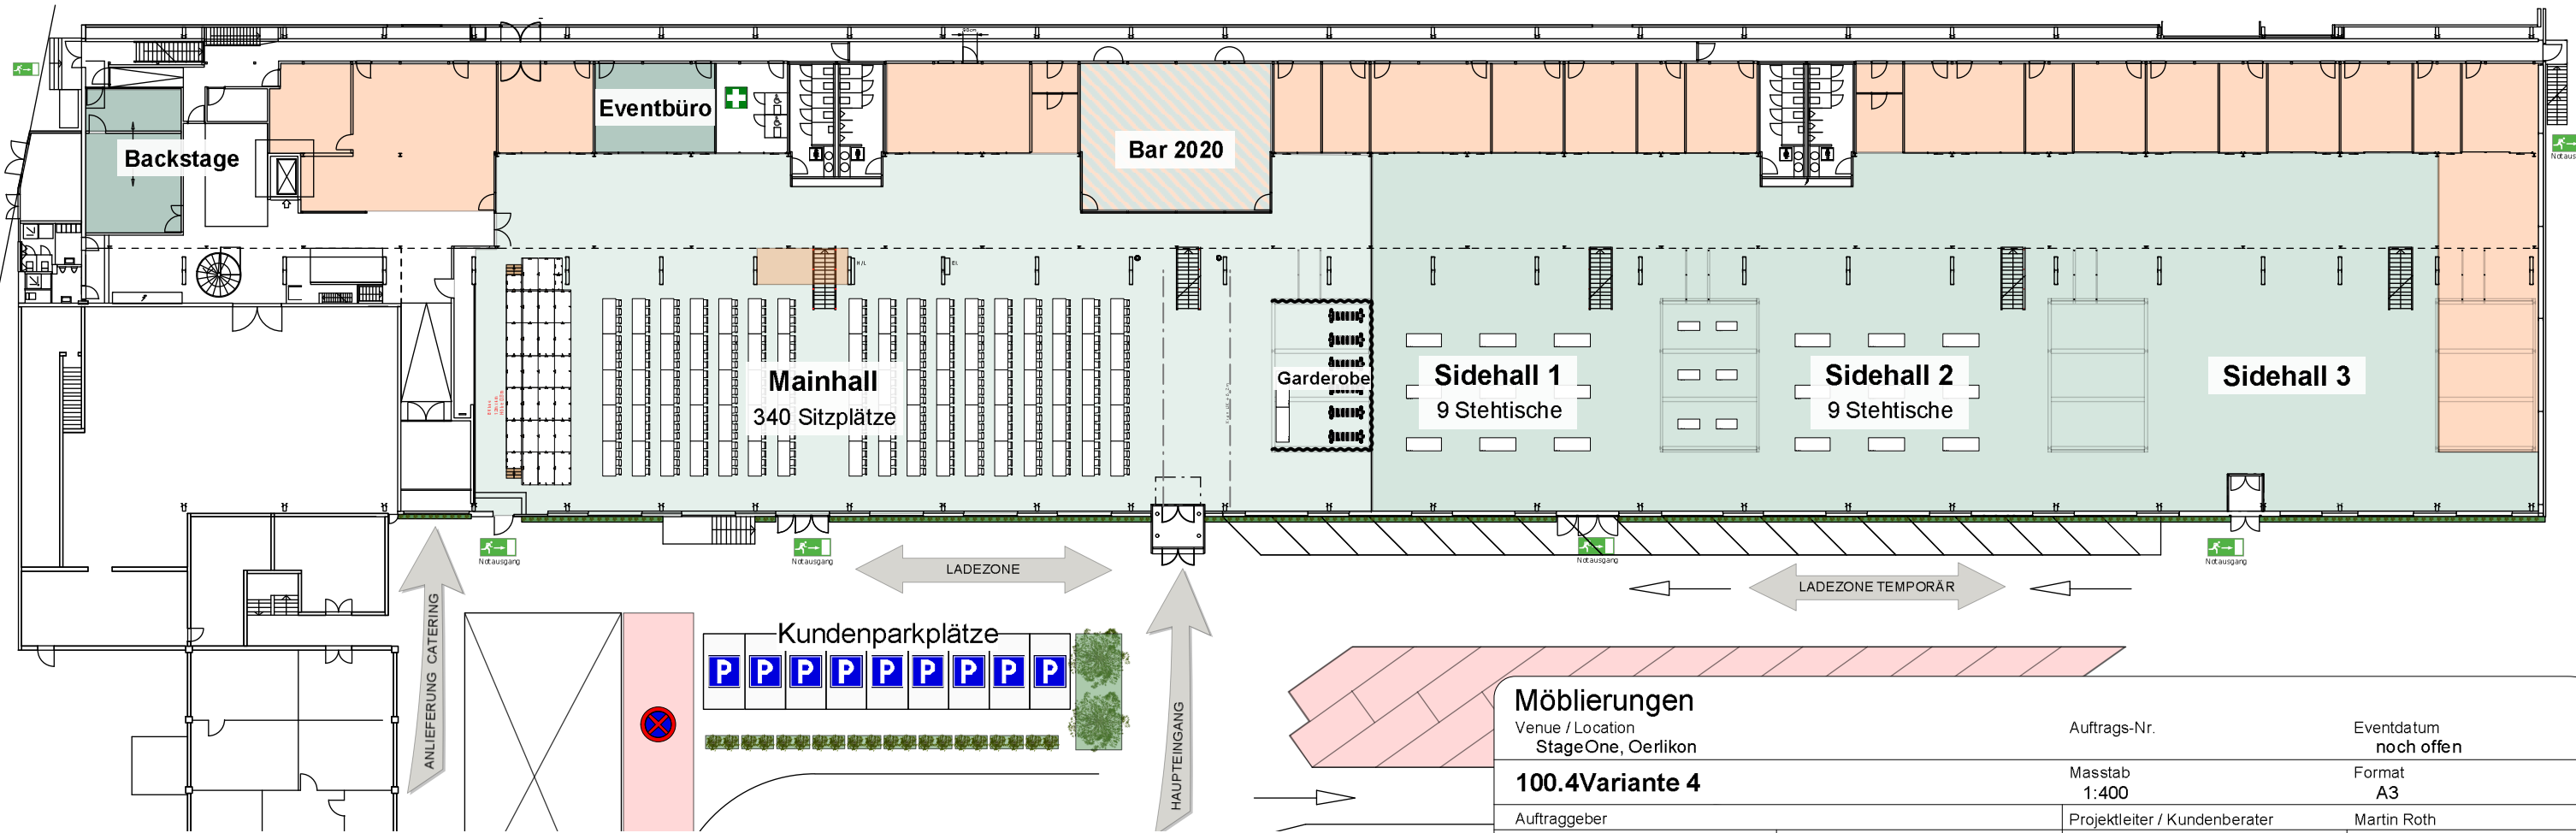 Eventbüro
Bar 2020
Backstage
Notausgang
Mainhall
340 Sitzplätze
Garderobe
Sidehall 1
9 Stehtische
Sidehall 2
9 Stehtische
Sidehall 3
Notausgang
Notausgang
Notausgang
Notausgang
LADEZONE
LADEZONE TEMPORÄR
ANLIEFERUNG CATERING
HAUPTEINGANG
Kundenparkplätze
P P P P P P P P P
Möblierungen
Venue / Location
StageOne, Oerlikon
Auftrags-Nr.
Eventdatum
noch offen
100.4Variante 4
Masstab
1:400
Format
A3
Auftraggeber
Projektleiter / Kundenberater
Martin Roth